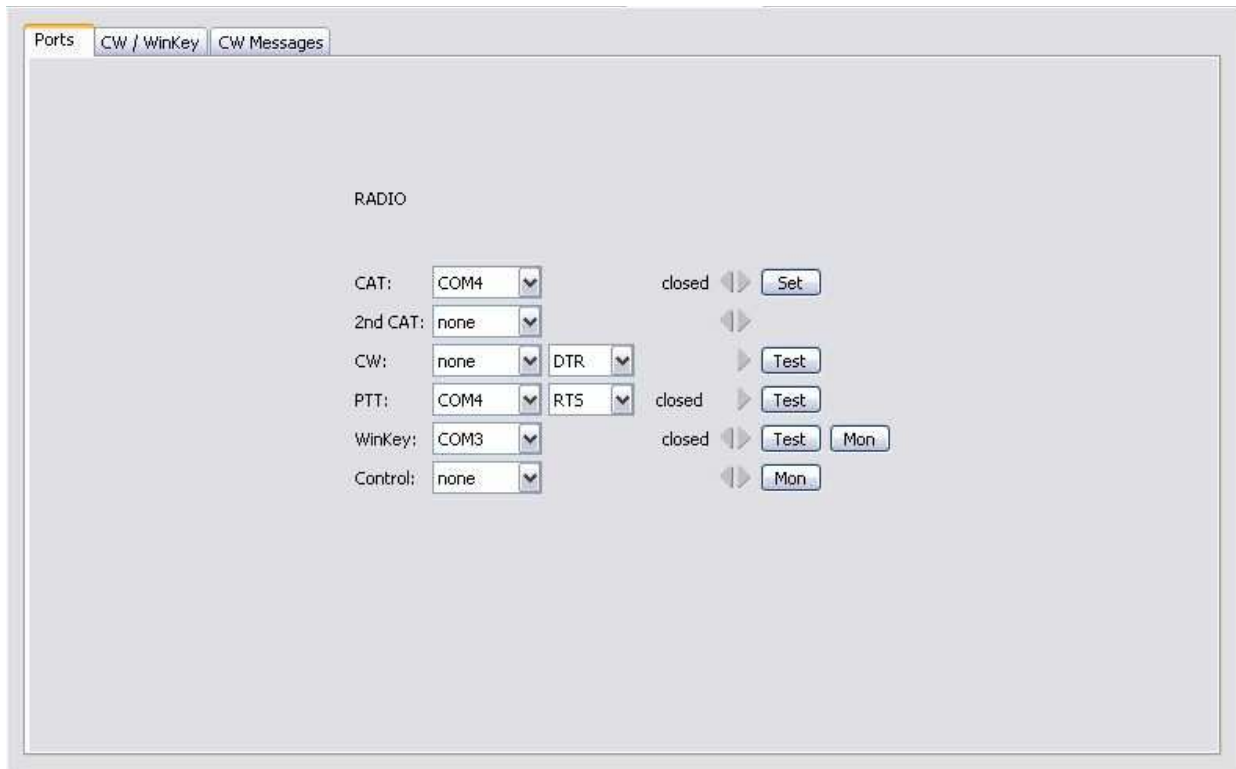 Ports CW / WinKey CW Messages
RADIO
CAT: COM4 closed Set
2nd CAT: none
CW: none DTR Test
PTT: COM4 RTS closed Test
WinKey: COM3 closed Test Mon
Control: none Mon